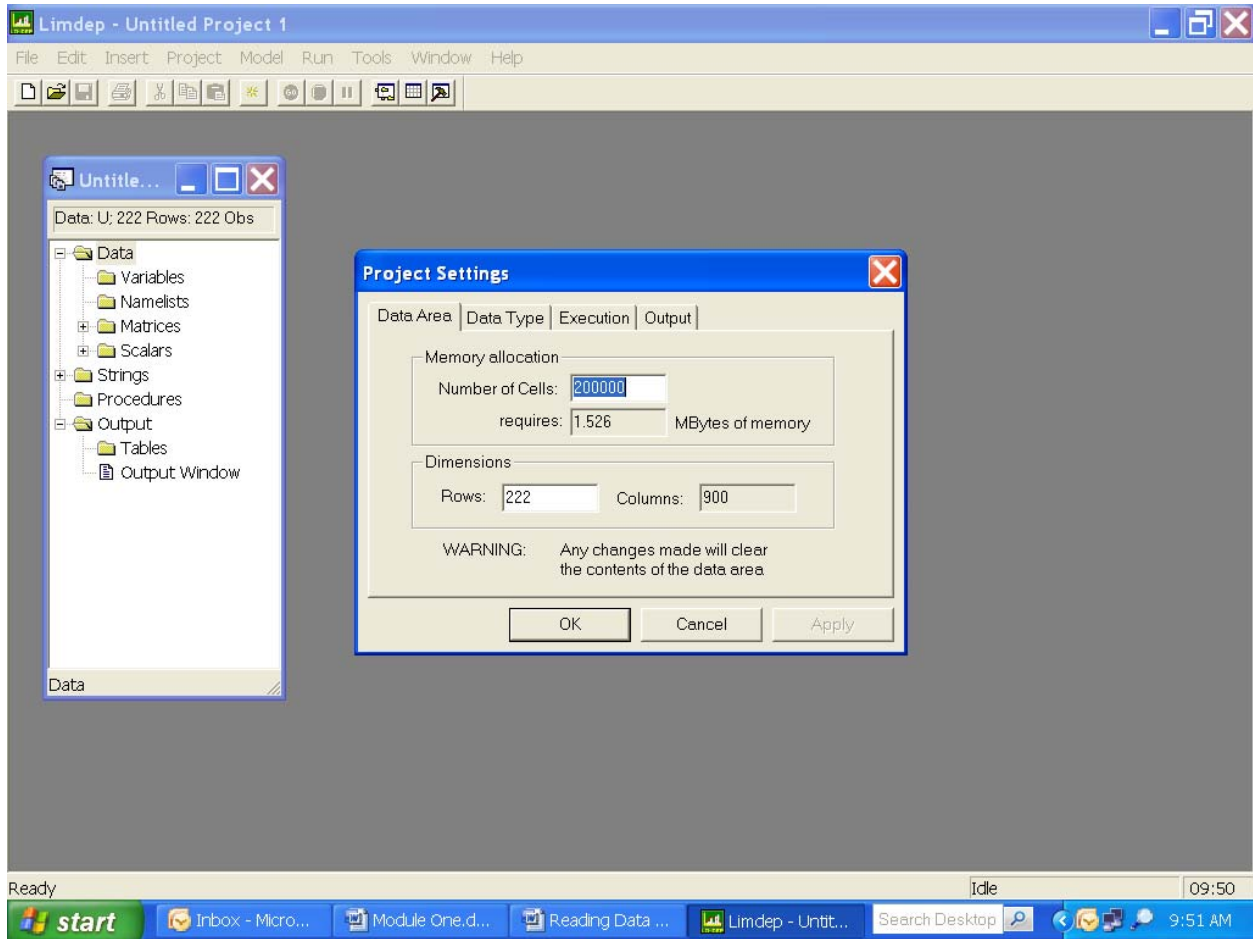 Limdep - Untitled Project 1
File Edit Insert Project Model Run Tools Window Help
Untitle...
Data: U; 222 Rows: 222 Obs
Data
Variables
Namelists
Matrices
Scalars
Strings
Procedures
Output
Tables
Output Window
Data
Project Settings
Data Area Data Type Execution Output
Memory allocation
Number of Cells: 200000
requires: 1.526 MBytes of memory
Dimensions
Rows: 222 Columns: 900
WARNING: Any changes made will clear
the contents of the data area
OK Cancel Apply
Ready Idle 09:50
start Inbox - Micro... Module One.d... Reading Data ... Limdep - Untit... Search Desktop 9:51 AM